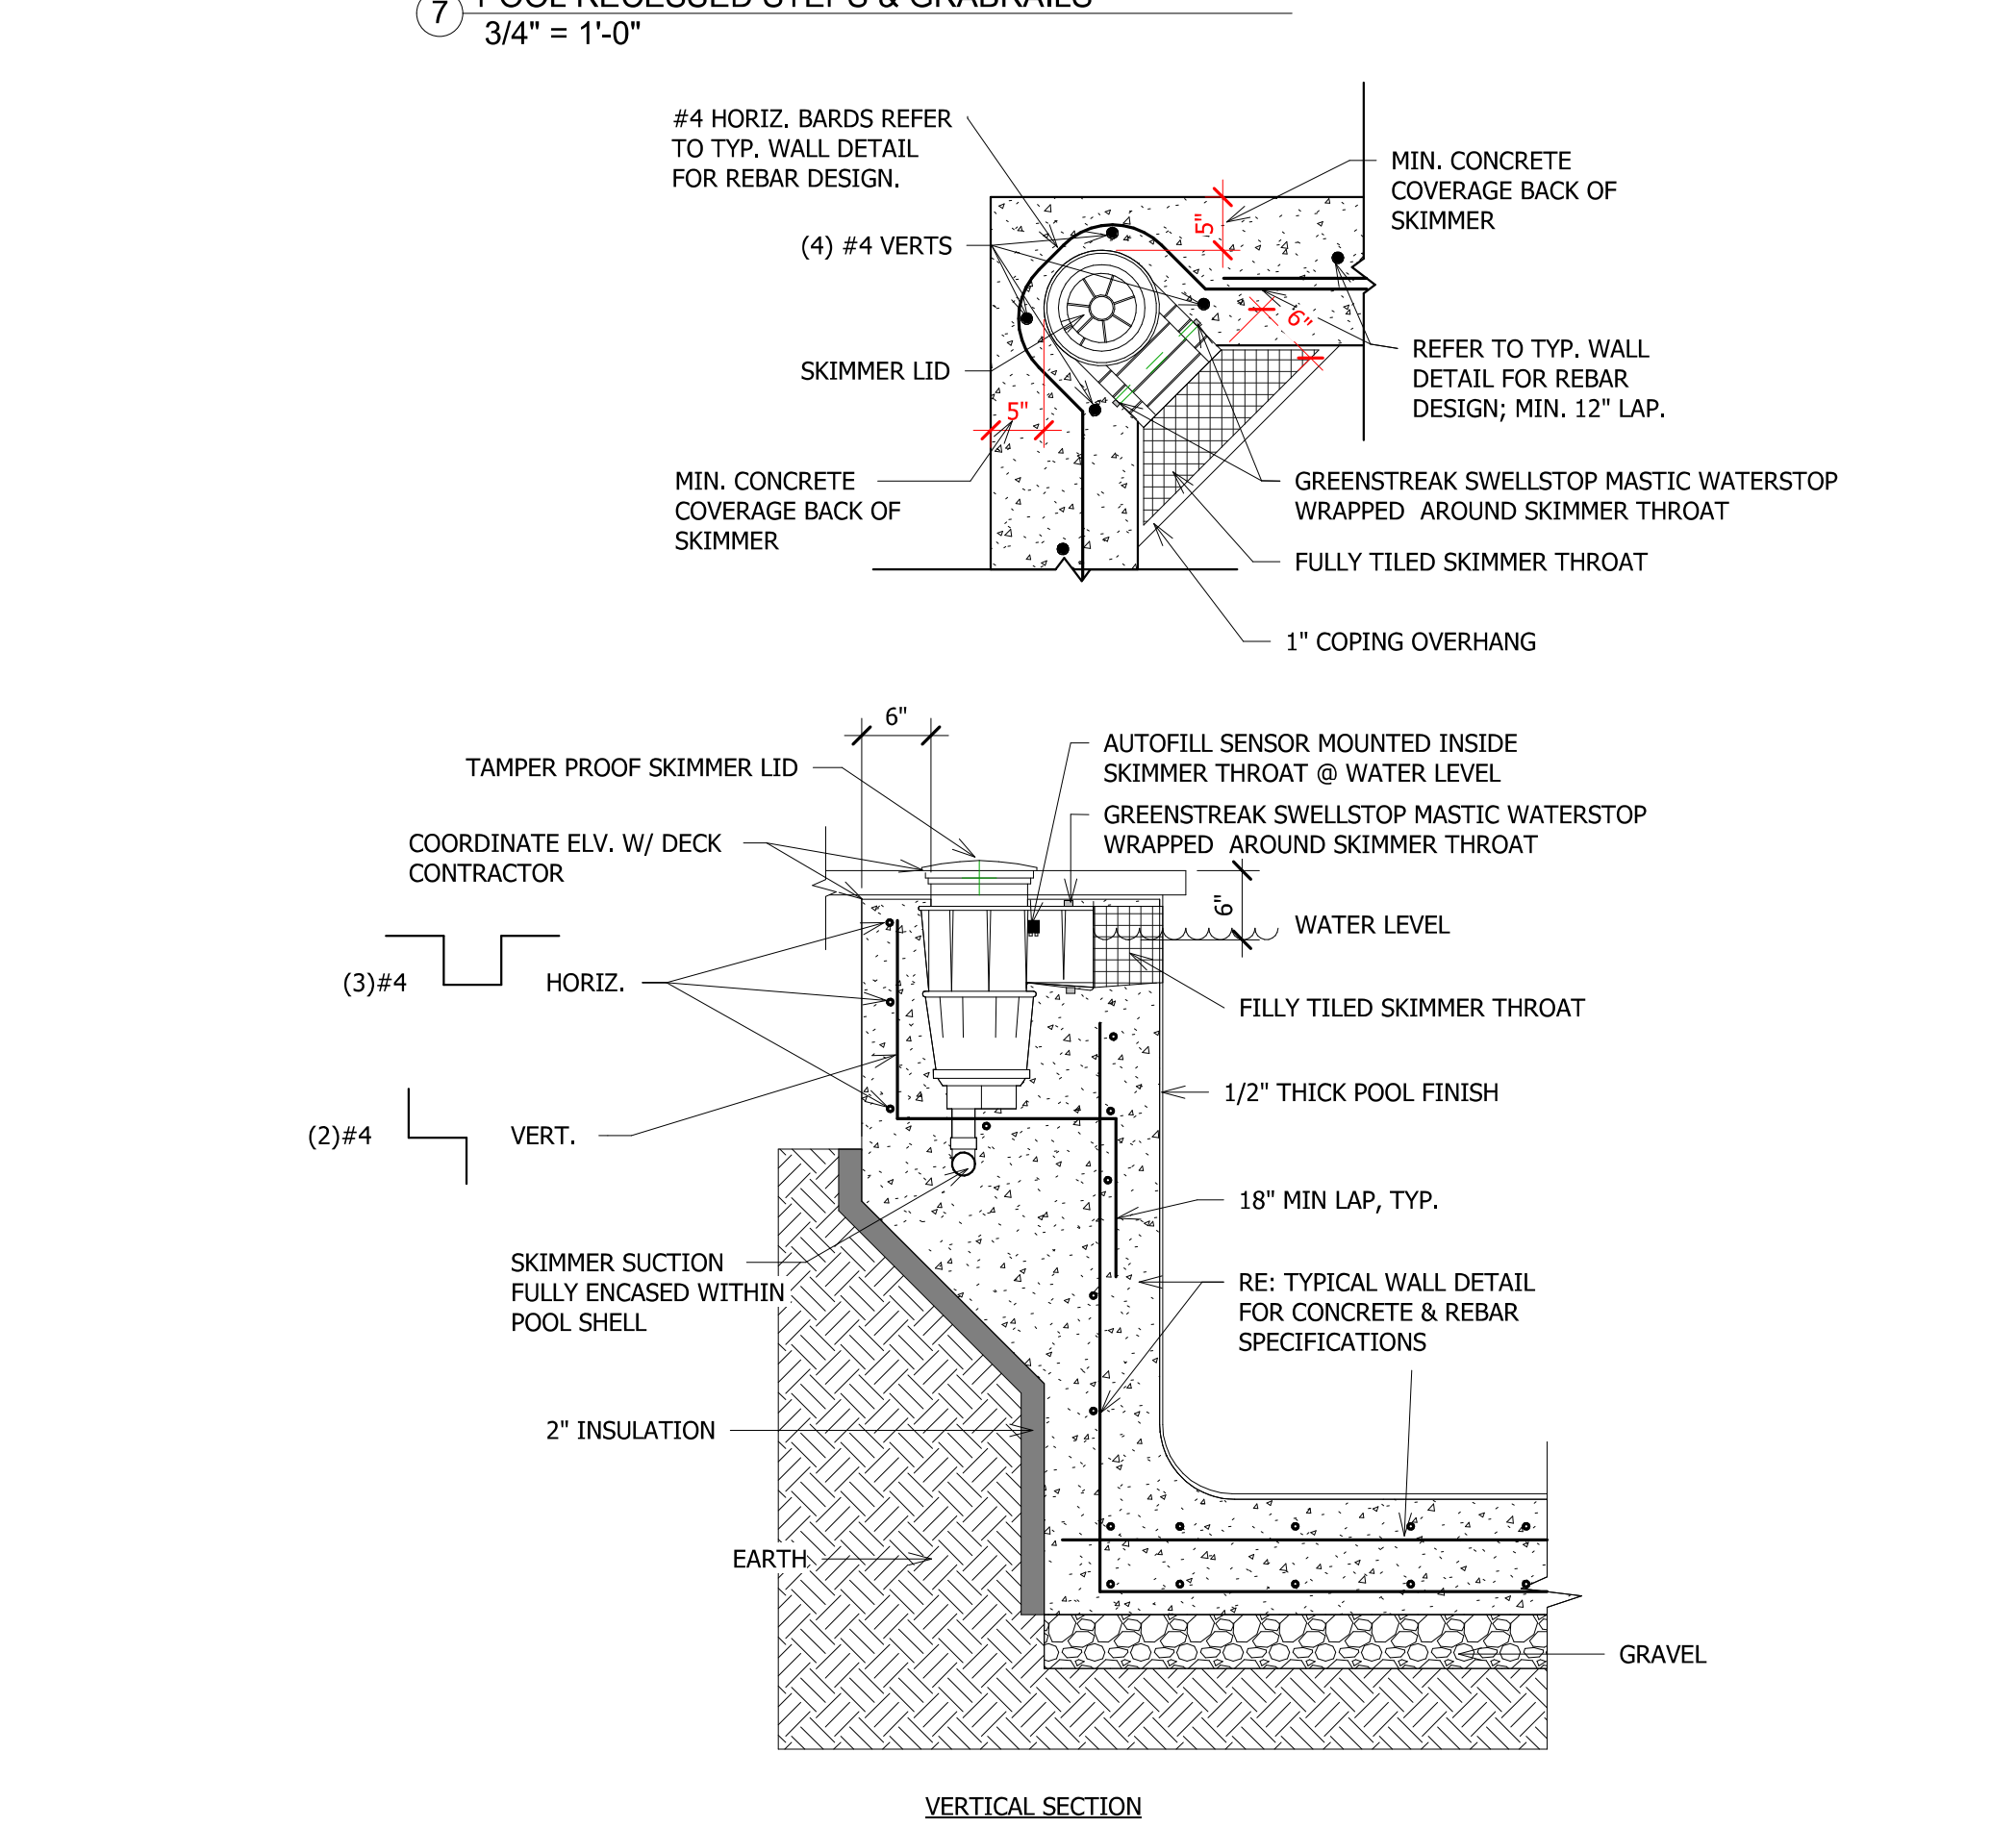 7 POOL RECESSED STEPS & GRABRAILS
3/4" = 1'-0"
#4 HORIZ. BARDS REFER
TO TYP. WALL DETAIL
FOR REBAR DESIGN.
MIN. CONCRETE
COVERAGE BACK OF
SKIMMER
5"
(4) #4 VERTS
6"
SKIMMER LID
REFER TO TYP. WALL
DETAIL FOR REBAR
DESIGN; MIN. 12" LAP.
5"
MIN. CONCRETE
COVERAGE BACK OF
SKIMMER
GREENSTREAK SWELLSTOP MASTIC WATERSTOP
WRAPPED AROUND SKIMMER THROAT
FULLY TILED SKIMMER THROAT
1" COPING OVERHANG
6"
TAMPER PROOF SKIMMER LID
AUTOFILL SENSOR MOUNTED INSIDE
SKIMMER THROAT @ WATER LEVEL
GREENSTREAK SWELLSTOP MASTIC WATERSTOP
WRAPPED AROUND SKIMMER THROAT
COORDINATE ELV. W/ DECK
CONTRACTOR
6"
WATER LEVEL
(3)#4 HORIZ.
FILLY TILED SKIMMER THROAT
1/2" THICK POOL FINISH
(2)#4 VERT.
18" MIN LAP, TYP.
SKIMMER SUCTION
FULLY ENCASED WITHIN
POOL SHELL
RE: TYPICAL WALL DETAIL
FOR CONCRETE & REBAR
SPECIFICATIONS
2" INSULATION
EARTH
GRAVEL
VERTICAL SECTION